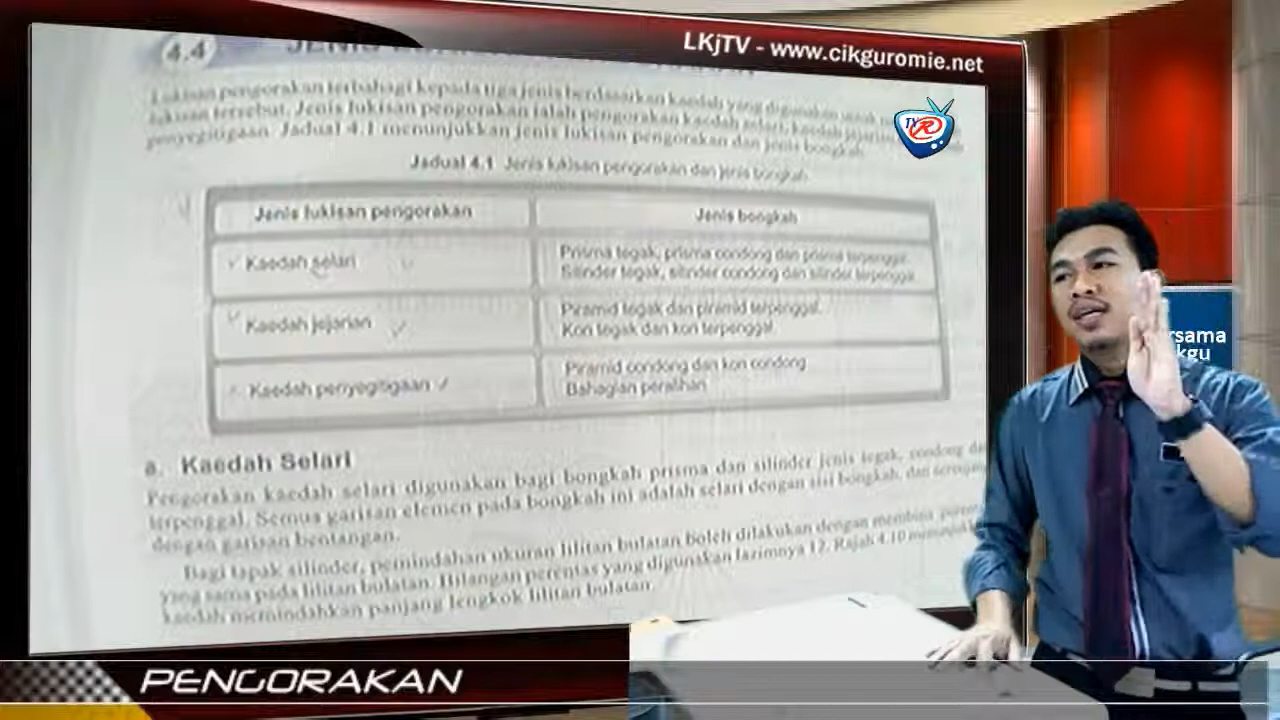 LKjTV - www.cikguromie.net
4.4 JENIS
Lukisan pengorakan terbahagi kepada tiga jenis berdasarkan kaedah yang digunakan untuk
lukisan tersebut. Jenis lukisan pengorakan ialah pengorakan kaedah selari, kaedah jejarian
penyegitigaan. Jadual 4.1 menunjukkan jenis lukisan pengorakan dan jenis bongkah.
TV R
Jadual 4.1 Jenis lukisan pengorakan dan jenis bongkah
Jenis lukisan pengorakan
Jenis bongkah
Kaedah selari
Prisma tegak, prisma condong dan prisma terpenggal.
Silinder tegak, silinder condong dan silinder terpenggal
Kaedah jejarian
Piramid tegak dan piramid terpenggal.
Kon tegak dan kon terpenggal
Kaedah penyegitigaan
Piramid condong dan kon condong
Bahagian peralihan
a. Kaedah Selari
Pengorakan kaedah selari digunakan bagi bongkah prisma dan silinder jenis tegak, condong
terpenggal. Semua garisan elemen pada bongkah ini adalah selari dengan sisi bongkah, dan
dengan garisan bentangan.
Bagi tapak silinder, pemindahan ukuran lilitan bulatan boleh dilakukan dengan membina
yang sama pada lilitan bulatan. Bilangan perentas yang digunakan lazimnya 12. Rajah 4.10
kaedah memindahkan panjang lengkok lilitan bulatan.
rsama
kgu
PENGORAKAN